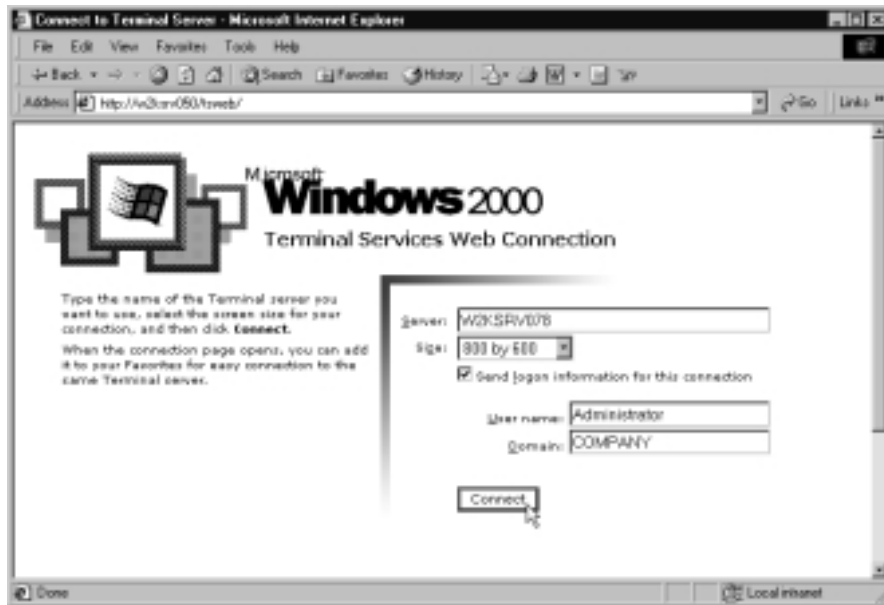 Connect to Terminal Server - Microsoft Internet Explorer
File Edit View Favorites Tools Help
Back Search Favorites History
Address http://w2ksrv050/tsweb/ Go Links »
Microsoft
Windows 2000
Terminal Services Web Connection
Type the name of the Terminal server you
want to use, select the screen size for your
connection, and then click Connect.
When the connection page opens, you can add
it to your Favorites for easy connection to the
same Terminal server.
Server: W2KSRV078
Size: 800 by 600
Send logon information for this connection
User name: Administrator
Domain: COMPANY
Connect
Done Local intranet